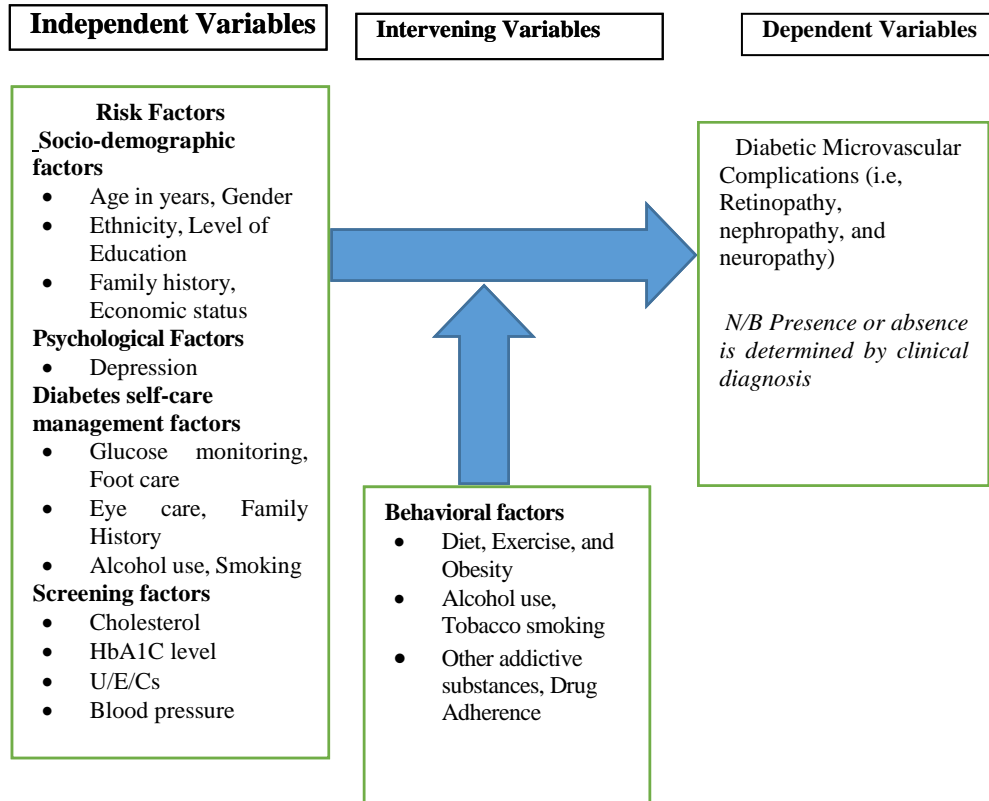 Independent Variables
Intervening Variables
Dependent Variables
Risk Factors
Socio-demographic
factors
• Age in years, Gender
• Ethnicity, Level of
Education
• Family history,
Economic status
Psychological Factors
• Depression
Diabetes self-care
management factors
• Glucose monitoring,
Foot care
• Eye care, Family
History
• Alcohol use, Smoking
Screening factors
• Cholesterol
• HbA1C level
• U/E/Cs
• Blood pressure
Behavioral factors
• Diet, Exercise, and
Obesity
• Alcohol use,
Tobacco smoking
• Other addictive
substances, Drug
Adherence
Diabetic Microvascular
Complications (i.e,
Retinopathy,
nephropathy, and
neuropathy)
N/B Presence or absence
is determined by clinical
diagnosis